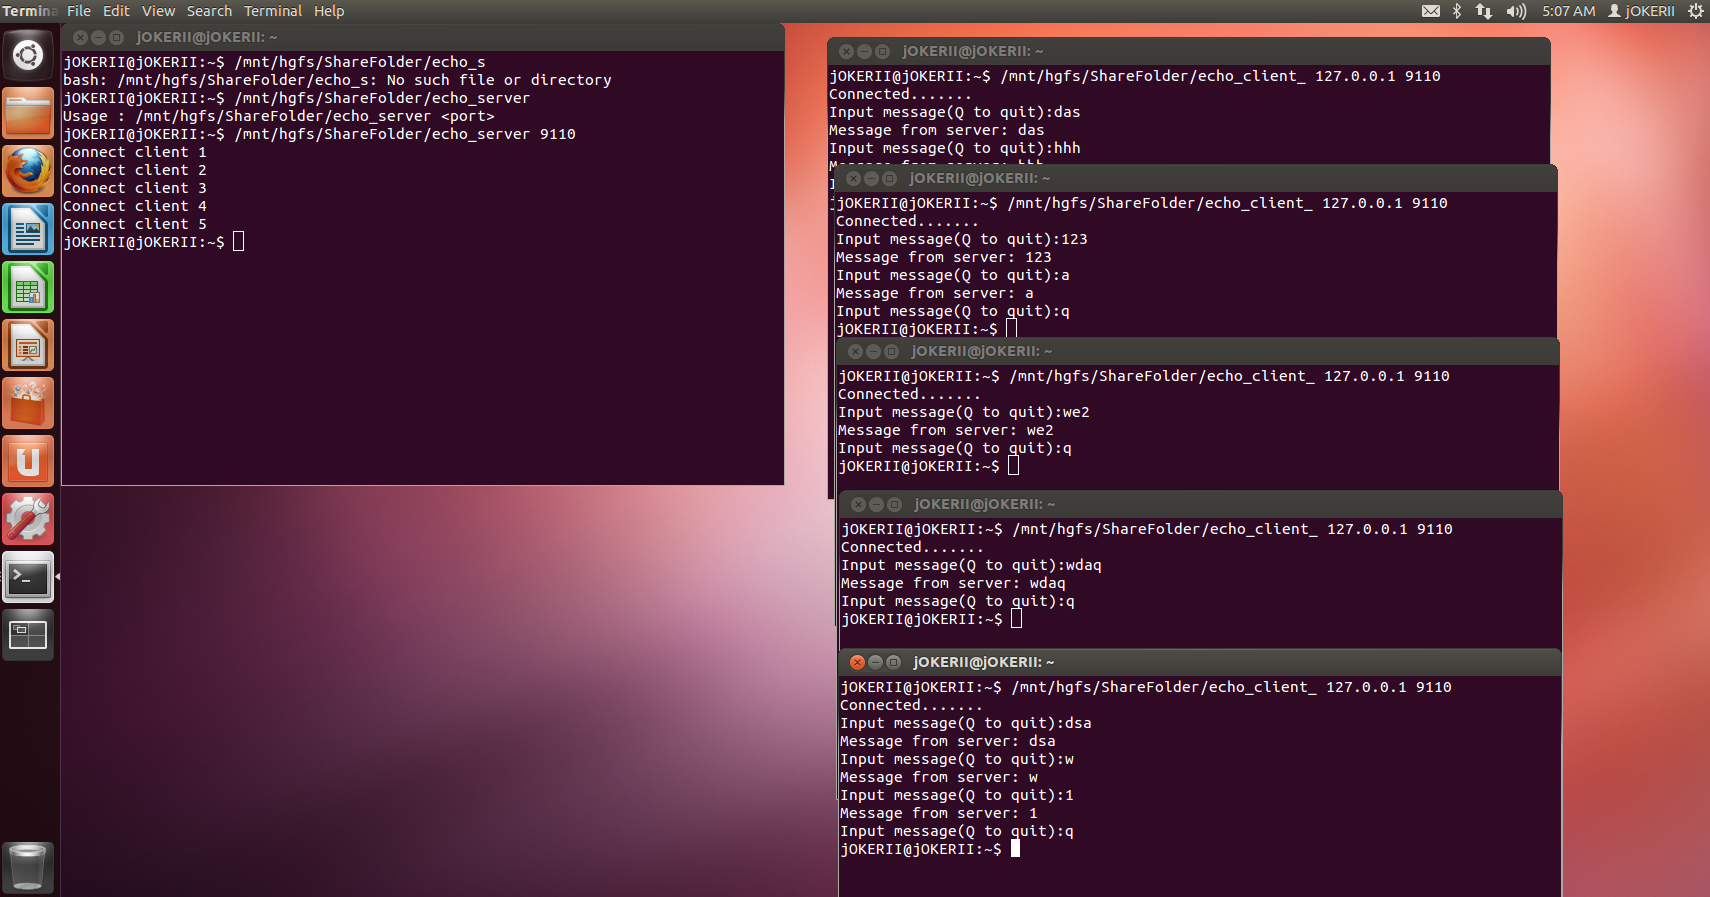 Termina File Edit View Search Terminal Help
5:07 AM jOKERII
jOKERII@jOKERII: ~
jOKERII@jOKERII:~$ /mnt/hgfs/ShareFolder/echo_s
bash: /mnt/hgfs/ShareFolder/echo_s: No such file or directory
jOKERII@jOKERII:~$ /mnt/hgfs/ShareFolder/echo_server
Usage : /mnt/hgfs/ShareFolder/echo_server <port>
jOKERII@jOKERII:~$ /mnt/hgfs/ShareFolder/echo_server 9110
Connect client 1
Connect client 2
Connect client 3
Connect client 4
Connect client 5
jOKERII@jOKERII:~$
jOKERII@jOKERII: ~
jOKERII@jOKERII:~$ /mnt/hgfs/ShareFolder/echo_client_ 127.0.0.1 9110
Connected.......
Input message(Q to quit):das
Message from server: das
Input message(Q to quit):hhh
Message from server: hhh
jOKERII@jOKERII: ~
jOKERII@jOKERII:~$ /mnt/hgfs/ShareFolder/echo_client_ 127.0.0.1 9110
Connected.......
Input message(Q to quit):123
Message from server: 123
Input message(Q to quit):a
Message from server: a
Input message(Q to quit):q
jOKERII@jOKERII:~$
jOKERII@jOKERII: ~
jOKERII@jOKERII:~$ /mnt/hgfs/ShareFolder/echo_client_ 127.0.0.1 9110
Connected.......
Input message(Q to quit):we2
Message from server: we2
Input message(Q to quit):q
jOKERII@jOKERII:~$
jOKERII@jOKERII: ~
jOKERII@jOKERII:~$ /mnt/hgfs/ShareFolder/echo_client_ 127.0.0.1 9110
Connected.......
Input message(Q to quit):wdaq
Message from server: wdaq
Input message(Q to quit):q
jOKERII@jOKERII:~$
jOKERII@jOKERII: ~
jOKERII@jOKERII:~$ /mnt/hgfs/ShareFolder/echo_client_ 127.0.0.1 9110
Connected.......
Input message(Q to quit):dsa
Message from server: dsa
Input message(Q to quit):w
Message from server: w
Input message(Q to quit):1
Message from server: 1
Input message(Q to quit):q
jOKERII@jOKERII:~$